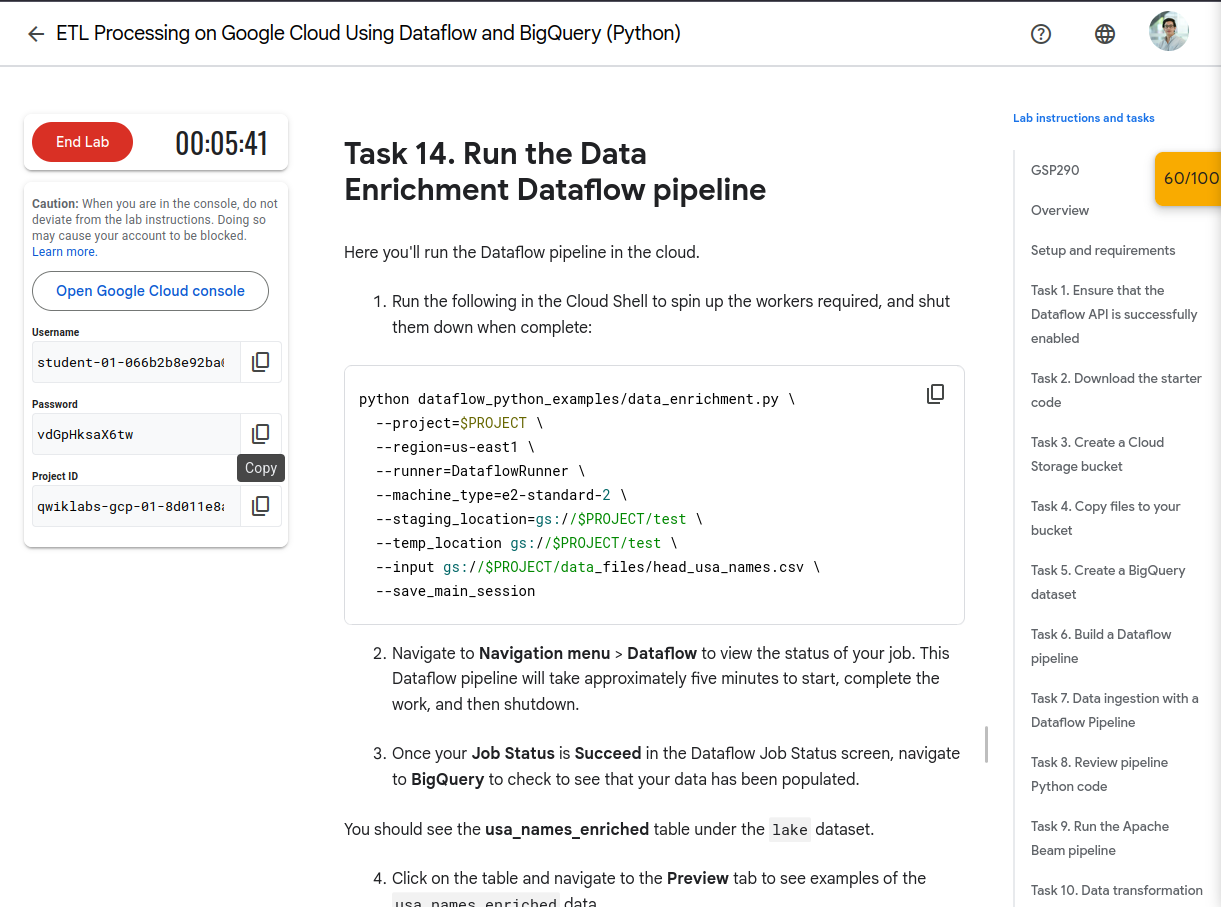 ETL Processing on Google Cloud Using Dataflow and BigQuery (Python)
End Lab
00:05:41
Caution: When you are in the console, do not
deviate from the lab instructions. Doing so
may cause your account to be blocked.
Learn more.
Open Google Cloud console
Username
student-01-066b2b8e92ba
Password
vdGpHksaX6tw
Copy
Project ID
qwiklabs-gcp-01-8d011e8
Task 14. Run the Data
Enrichment Dataflow pipeline
Here you'll run the Dataflow pipeline in the cloud.
1. Run the following in the Cloud Shell to spin up the workers required, and shut
them down when complete:
python dataflow_python_examples/data_enrichment.py \
--project=$PROJECT \
--region=us-east1 \
--runner=DataflowRunner \
--machine_type=e2-standard-2 \
--staging_location=gs://$PROJECT/test \
--temp_location gs://$PROJECT/test \
--input gs://$PROJECT/data_files/head_usa_names.csv \
--save_main_session
2. Navigate to Navigation menu > Dataflow to view the status of your job. This
Dataflow pipeline will take approximately five minutes to start, complete the
work, and then shutdown.
3. Once your Job Status is Succeed in the Dataflow Job Status screen, navigate
to BigQuery to check to see that your data has been populated.
You should see the usa_names_enriched table under the lake dataset.
4. Click on the table and navigate to the Preview tab to see examples of the
usa_names_enriched data.
Lab instructions and tasks
60/100
GSP290
Overview
Setup and requirements
Task 1. Ensure that the
Dataflow API is successfully
enabled
Task 2. Download the starter
code
Task 3. Create a Cloud
Storage bucket
Task 4. Copy files to your
bucket
Task 5. Create a BigQuery
dataset
Task 6. Build a Dataflow
pipeline
Task 7. Data ingestion with a
Dataflow Pipeline
Task 8. Review pipeline
Python code
Task 9. Run the Apache
Beam pipeline
Task 10. Data transformation